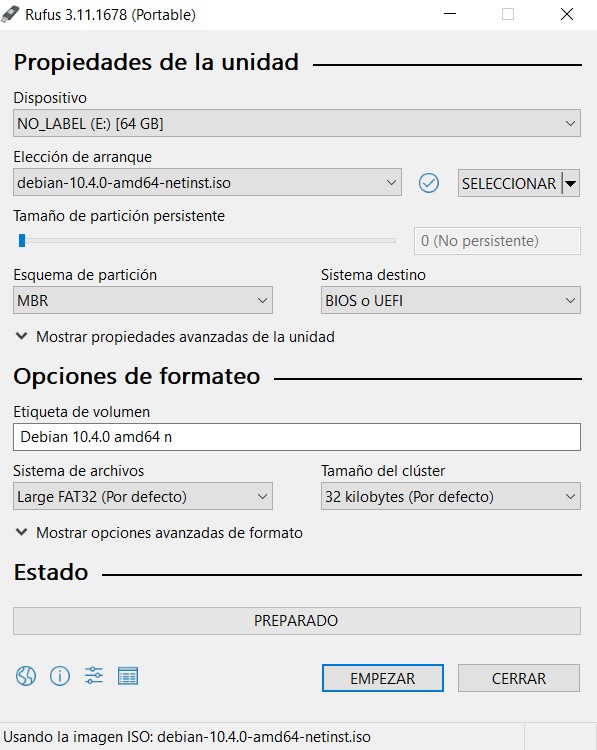 Rufus 3.11.1678 (Portable)
Propiedades de la unidad
Dispositivo
NO_LABEL (E:) [64 GB]
Elección de arranque
debian-10.4.0-amd64-netinst.iso
SELECCIONAR
Tamaño de partición persistente
0 (No persistente)
Esquema de partición
Sistema destino
MBR
BIOS o UEFI
Mostrar propiedades avanzadas de la unidad
Opciones de formateo
Etiqueta de volumen
Debian 10.4.0 amd64 n
Sistema de archivos
Tamaño del clúster
Large FAT32 (Por defecto)
32 kilobytes (Por defecto)
Mostrar opciones avanzadas de formato
Estado
PREPARADO
EMPEZAR
CERRAR
Usando la imagen ISO: debian-10.4.0-amd64-netinst.iso